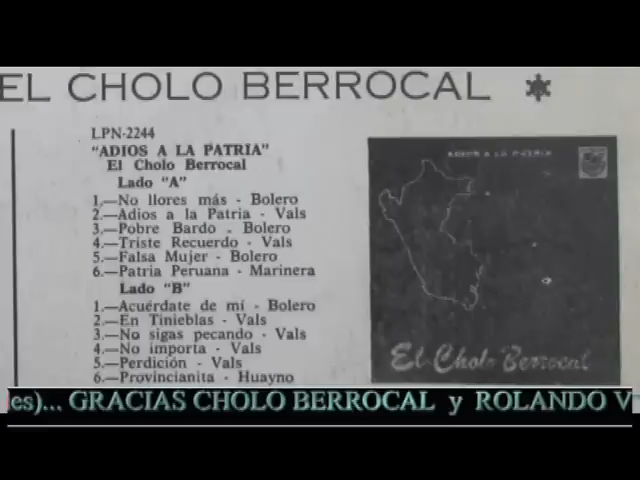 EL CHOLO BERROCAL *
LPN-2244
"ADIOS A LA PATRIA"
El Cholo Berrocal
Lado "A"
1.—No llores más - Bolero
2.—Adios a la Patria - Vals
3.—Pobre Bardo - Bolero
4.—Triste Recuerdo - Vals
5.—Falsa Mujer - Bolero
6.—Patria Peruana - Marinera
Lado "B"
1.—Acuérdate de mí - Bolero
2.—En Tinieblas - Vals
3.—No sigas pecando - Vals
4.—No importa - Vals
5.—Perdición - Vals
6.—Provincianita - Huayno
ADIOS A LA PATRIA
El Cholo Berrocal
es)... GRACIAS CHOLO BERROCAL y ROLANDO V